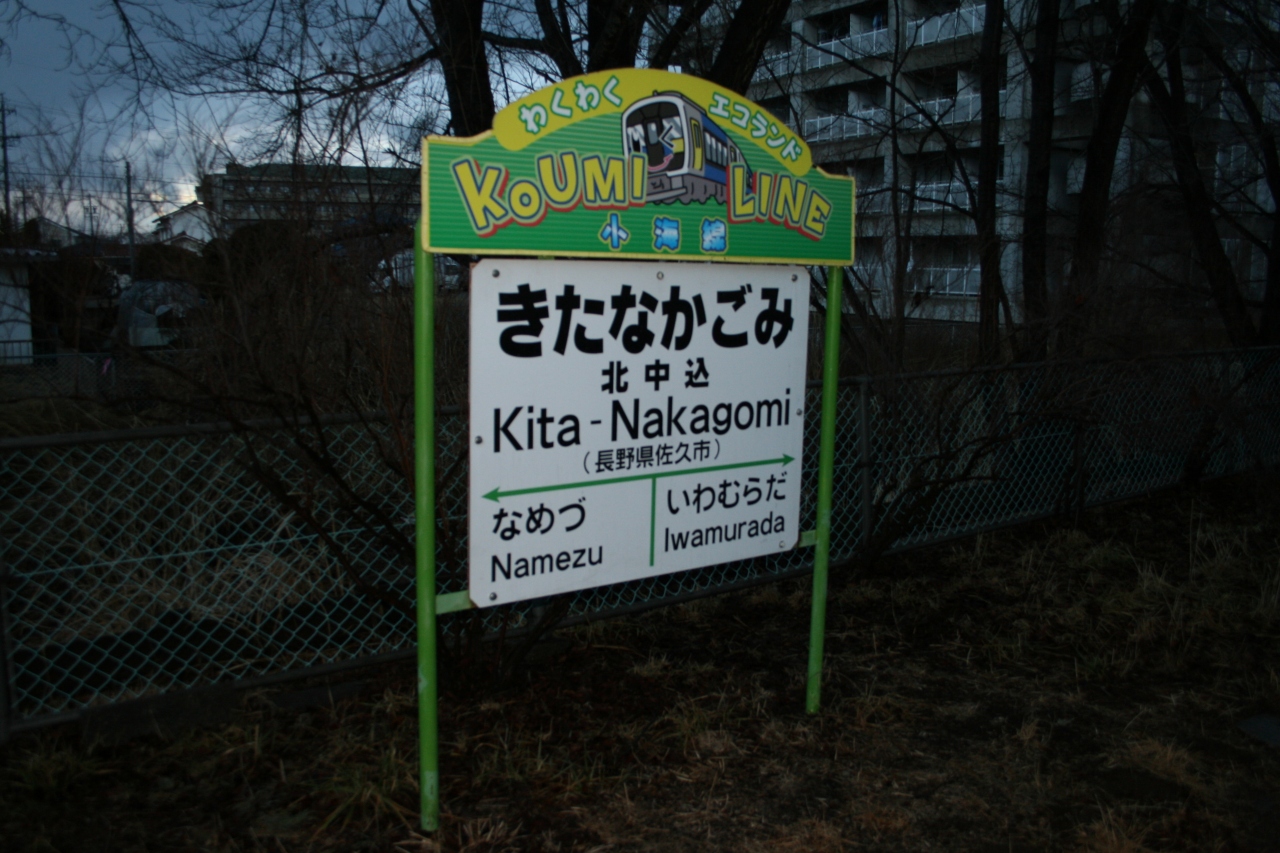 わくわく エコランド
KOUMI LINE
小海線
きたなかごみ
北中込
Kita-Nakagomi
（長野県佐久市）
なめづ いわむらだ
Namezu Iwamurada